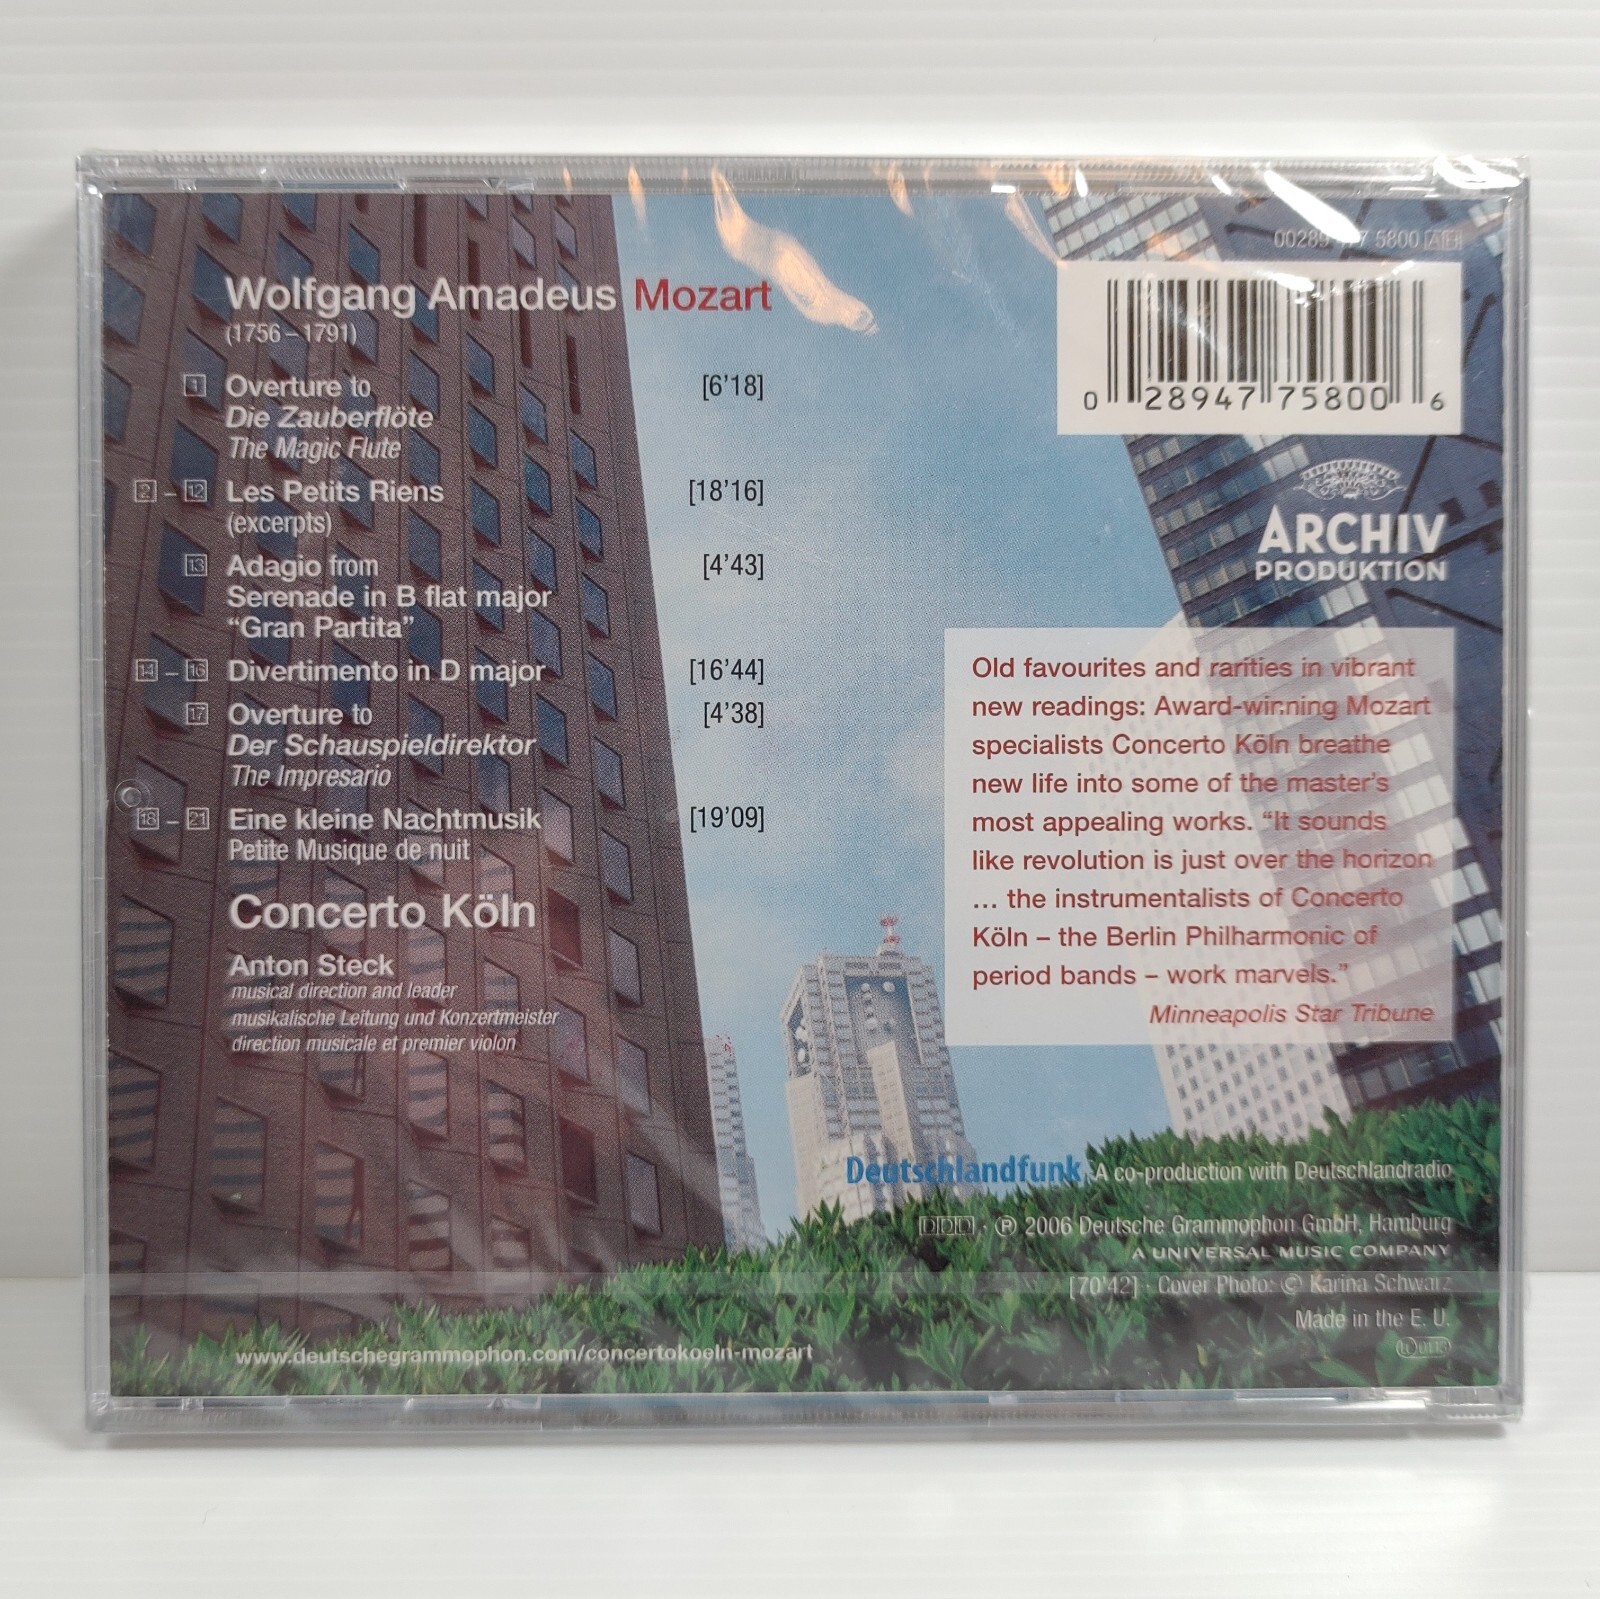 00289 477 5800 AH
0 28947 75800 6
Wolfgang Amadeus Mozart
(1756–1791)
1 Overture to [6'18]
Die Zauberflöte
The Magic Flute
2 – 12 Les Petits Riens [18'16]
(excerpts)
13 Adagio from [4'43]
Serenade in B flat major
“Gran Partita”
14 – 16 Divertimento in D major [16'44]
17 Overture to [4'38]
Der Schauspieldirektor
The Impresario
18 – 21 Eine kleine Nachtmusik [19'09]
Petite Musique de nuit
Concerto Köln
Anton Steck
musical direction and leader
musikalische Leitung und Konzertmeister
direction musicale et premier violon
ARCHIV
PRODUKTION
Old favourites and rarities in vibrant
new readings: Award-winning Mozart
specialists Concerto Köln breathe
new life into some of the master's
most appealing works. “It sounds
like revolution is just over the horizon
... the instrumentalists of Concerto
Köln – the Berlin Philharmonic of
period bands – work marvels.”
Minneapolis Star Tribune
Deutschlandfunk A co-production with Deutschlandradio
DDD · ℗ 2006 Deutsche Grammophon GmbH, Hamburg
A UNIVERSAL MUSIC COMPANY
[70'42] · Cover Photo: © Karina Schwarz
Made in the E. U.
www.deutschegrammophon.com/concertokoeln-mozart